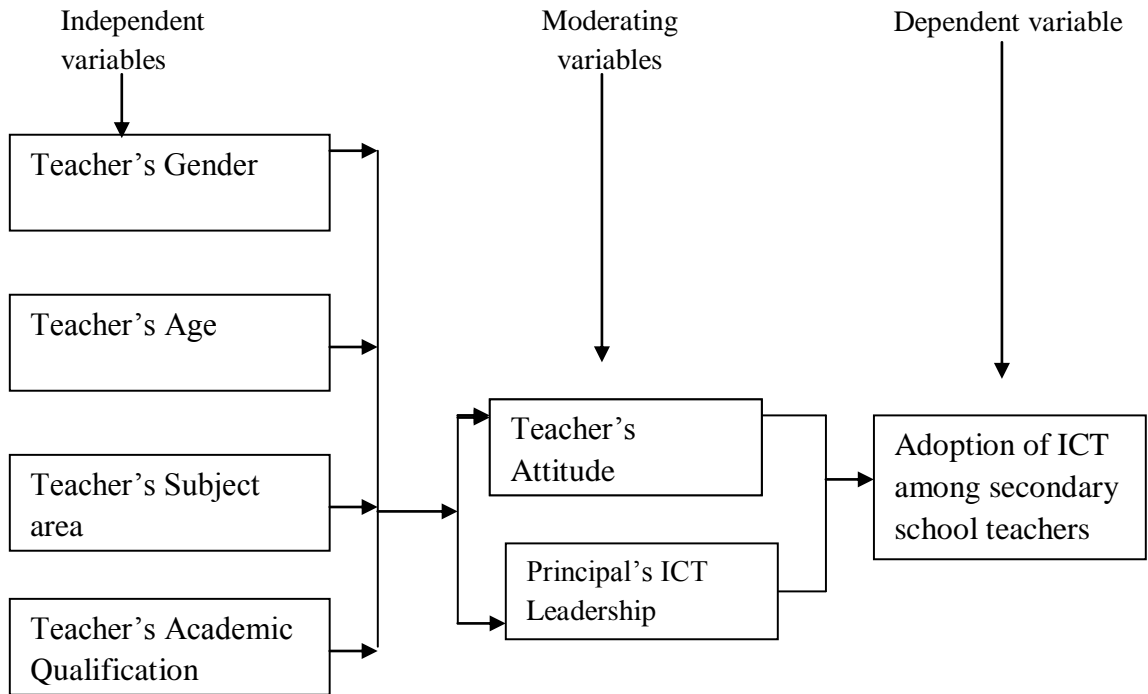 Independent
variables
Moderating
variables
Dependent variable
Teacher’s Gender
Teacher’s Age
Teacher’s Subject
area
Teacher’s Academic
Qualification
Teacher’s
Attitude
Principal’s ICT
Leadership
Adoption of ICT
among secondary
school teachers